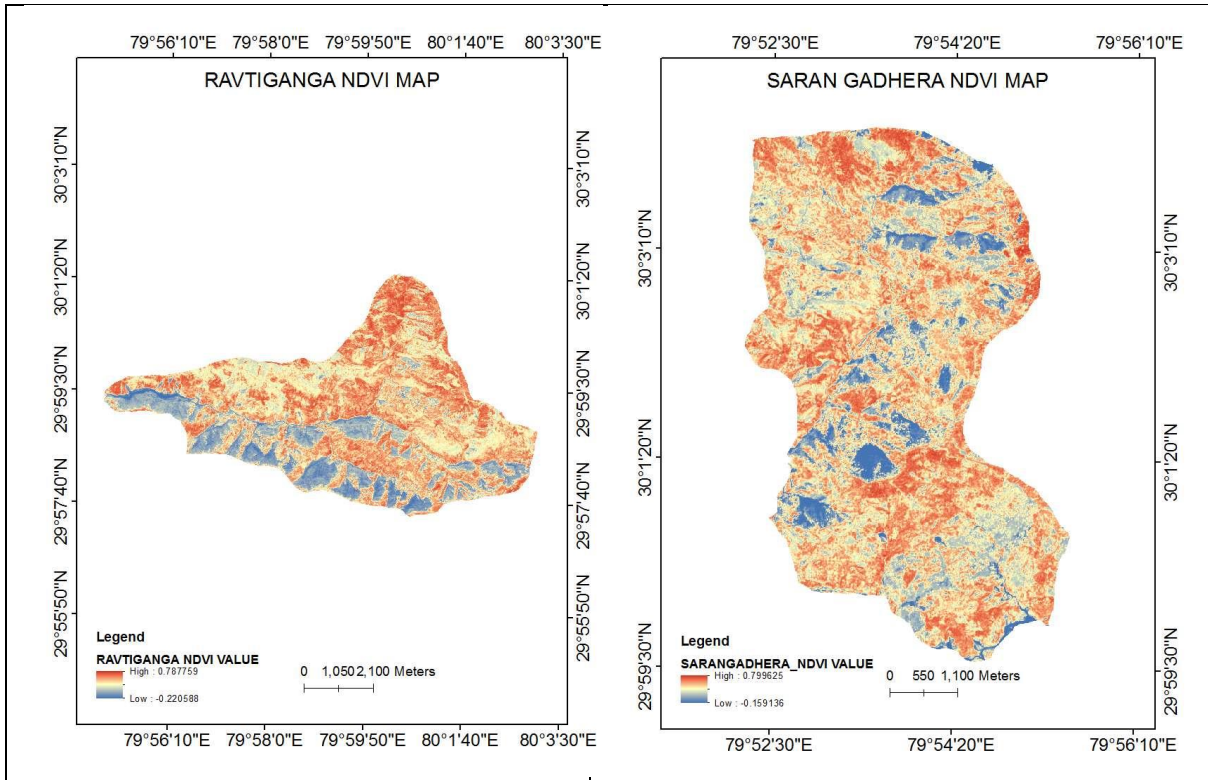 79°56'10"E 79°58'0"E 79°59'50"E 80°1'40"E 80°3'30"E
RAVTIGANGA NDVI MAP
30°3'10"N 30°3'10"N
30°1'20"N 30°1'20"N
29°59'30"N 29°59'30"N
29°57'40"N 29°57'40"N
29°55'50"N 29°55'50"N
Legend
RAVTIGANGA NDVI VALUE
High : 0.787759
Low : -0.220588
0 1,0502,100 Meters
79°56'10"E 79°58'0"E 79°59'50"E 80°1'40"E 80°3'30"E
79°52'30"E 79°54'20"E 79°56'10"E
SARAN GADHERA NDVI MAP
30°3'10"N 30°3'10"N
30°1'20"N 30°1'20"N
29°59'30"N 29°59'30"N
Legend
SARANGADHERA_NDVI VALUE
High : 0.799625
Low : -0.159136
0 550 1,100 Meters
79°52'30"E 79°54'20"E 79°56'10"E